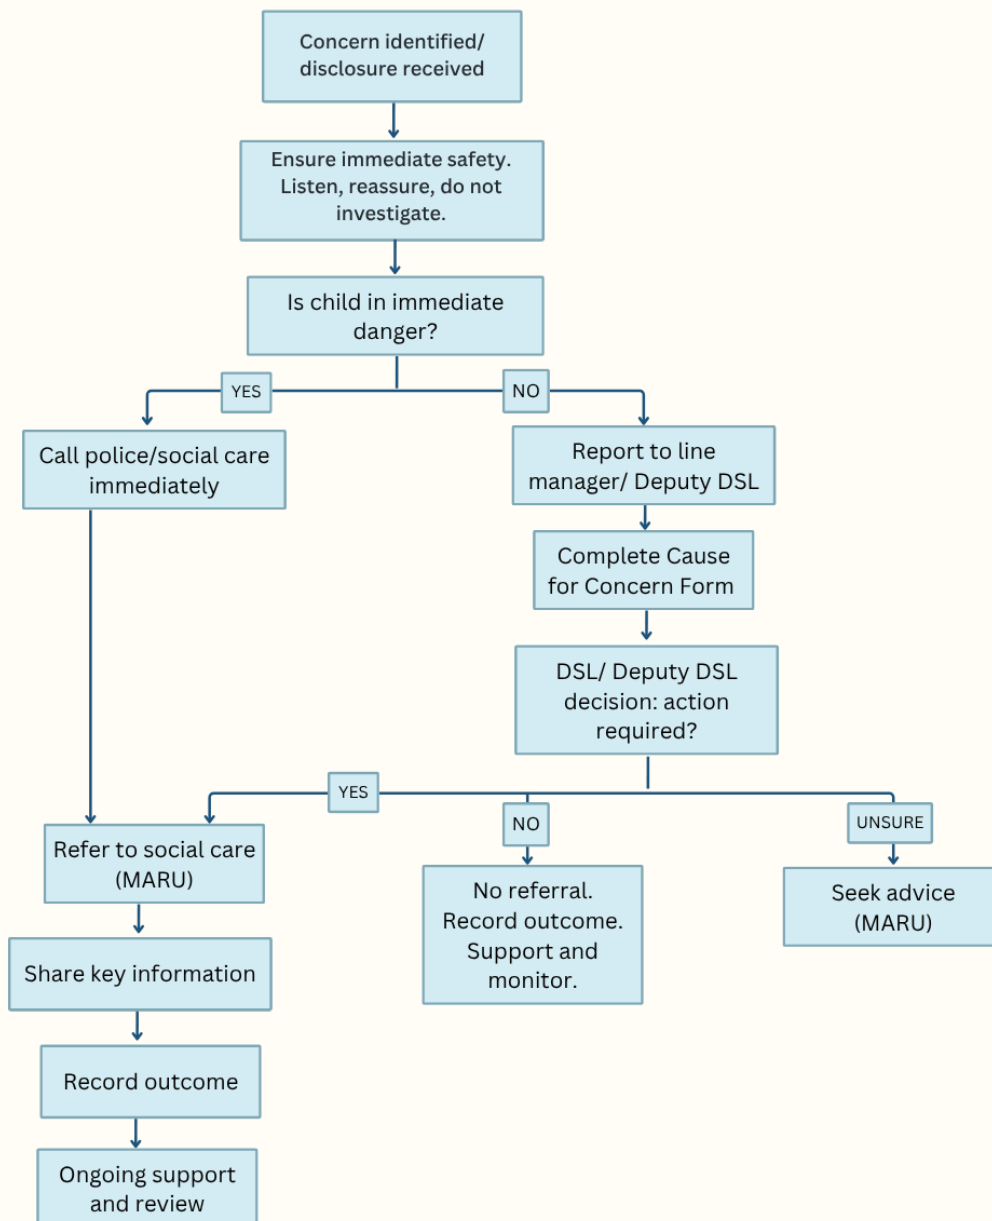 Concern identified/
disclosure received
Ensure immediate safety.
Listen, reassure, do not
investigate.
Is child in immediate
danger?
YES
NO
Call police/social care
immediately
Report to line
manager/ Deputy DSL
Complete Cause
for Concern Form
DSL/ Deputy DSL
decision: action
required?
YES
NO
UNSURE
Refer to social care
(MARU)
No referral.
Record outcome.
Support and
monitor.
Seek advice
(MARU)
Share key information
Record outcome
Ongoing support
and review